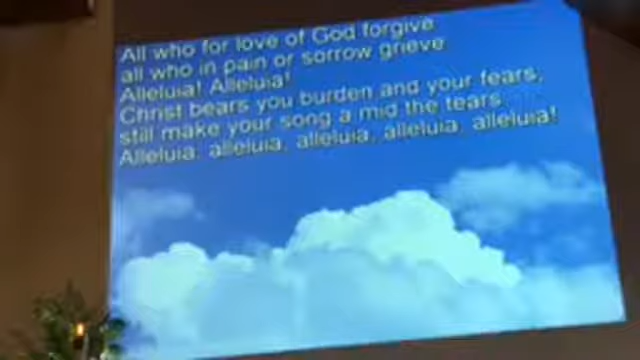 All who for love of God forgive
all who in pain or sorrow grieve
Alleluia! Alleluia!
Christ bears you burden and your fears,
still make your song a mid the tears
Alleluia, alleluia, alleluia, alleluia, alleluia!